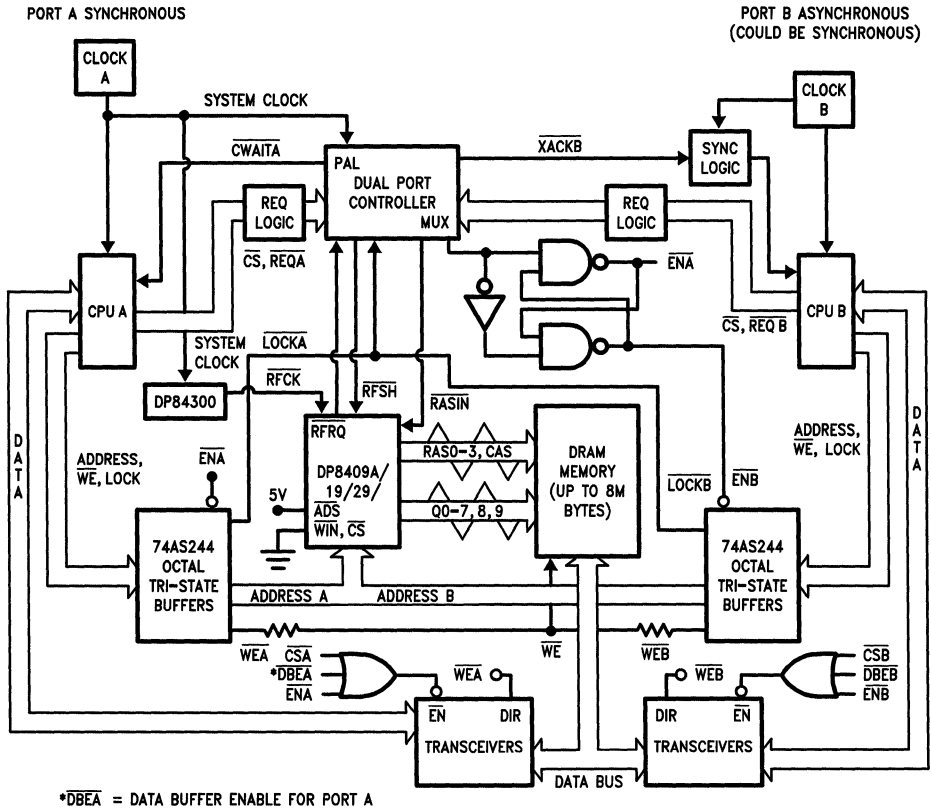 PORT A SYNCHRONOUS
PORT B ASYNCHRONOUS
(COULD BE SYNCHRONOUS)
CLOCK
A
CLOCK
B
SYSTEM CLOCK
CWAITA
PAL
DUAL PORT
CONTROLLER
MUX
XACKB
SYNC
LOGIC
REQ
LOGIC
REQ
LOGIC
CS, REQA
ENA
CPU A
CPU B
CS, REQ B
SYSTEM
CLOCK
LOCKA
DP84300
RFCK
RFSH
RASIN
DATA
DATA
ADDRESS,
WE, LOCK
ENA
RFRQ
DP8409A/
19/29/
5V
ADS
WIN, CS
RAS0-3, CAS
Q0-7, 8, 9
DRAM
MEMORY
(UP TO 8M
BYTES)
LOCKB
ENB
ADDRESS,
WE, LOCK
74AS244
OCTAL
TRI-STATE
BUFFERS
74AS244
OCTAL
TRI-STATE
BUFFERS
ADDRESS A
ADDRESS B
WEA
WE
WEB
CSA
*DBEA
ENA
WEA
WEB
CSB
DBEB
ENB
EN
DIR
TRANSCEIVERS
DIR
EN
TRANSCEIVERS
DATA BUS
*DBEA = DATA BUFFER ENABLE FOR PORT A